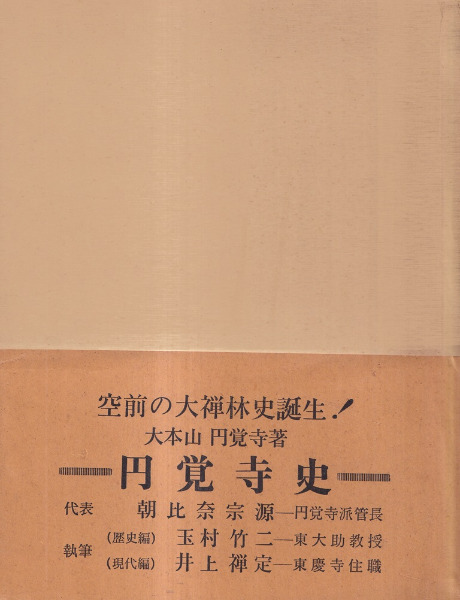 空前の大禅林史誕生!
大本山 円覚寺著
円覚寺史
代表 朝比奈宗源―円覚寺派管長
執筆 (歴史編) 玉村竹二―東大助教授
(現代編) 井上禅定―東慶寺住職